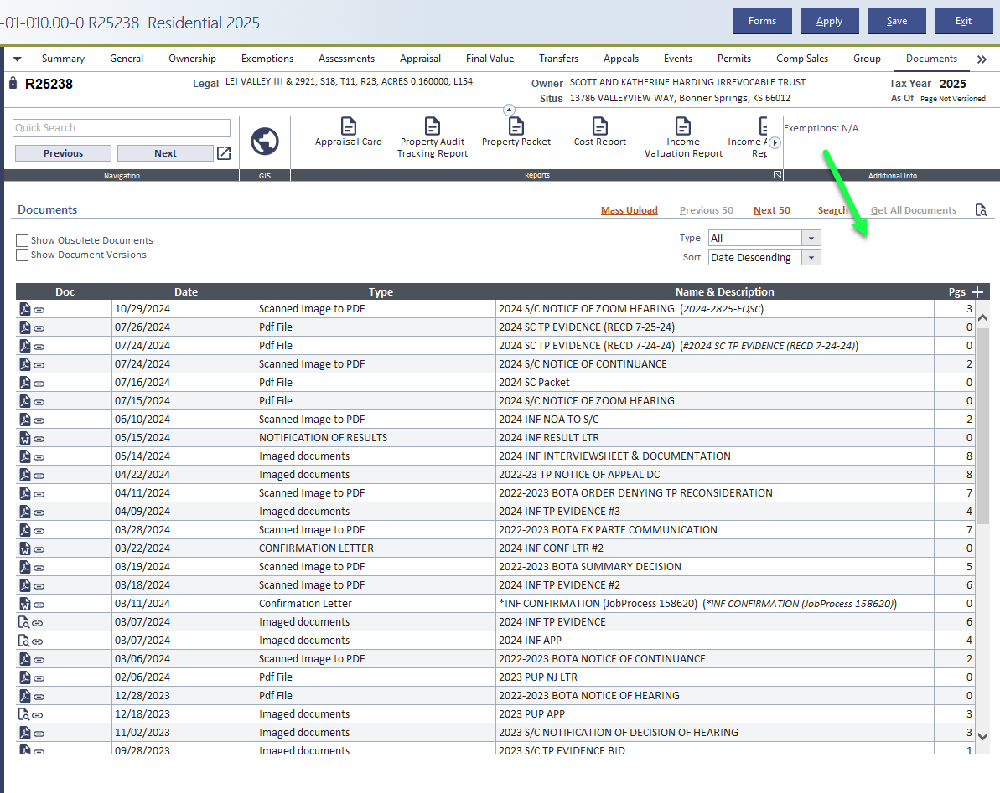 -01-010.00-0 R25238 Residential 2025
Forms Apply Save Exit
Summary General Ownership Exemptions Assessments Appraisal Final Value Transfers Appeals Events Permits Comp Sales Group Documents
R25238
Legal LEI VALLEY III & 2921, S18, T11, R23, ACRES 0.160000, L154
Owner SCOTT AND KATHERINE HARDING IRREVOCABLE TRUST
Situs 13786 VALLEYVIEW WAY, Bonner Springs, KS 66012
Tax Year 2025
As Of Page Not Versioned
Quick Search
Previous Next
Navigation
GIS
Appraisal Card
Property Audit
Tracking Report
Property Packet
Cost Report
Income
Valuation Report
Income A
Rep
Reports
Exemptions: N/A
Additional Info
Documents
Mass Upload Previous 50 Next 50 Search Get All Documents
Show Obsolete Documents
Show Document Versions
Type All
Sort Date Descending
Doc Date Type Name & Description Pgs
10/29/2024 Scanned Image to PDF 2024 S/C NOTICE OF ZOOM HEARING (2024-2825-EQSC) 3
07/26/2024 Pdf File 2024 SC TP EVIDENCE (RECD 7-25-24) 0
07/24/2024 Pdf File 2024 SC TP EVIDENCE (RECD 7-24-24) (#2024 SC TP EVIDENCE (RECD 7-24-24)) 0
07/24/2024 Scanned Image to PDF 2024 S/C NOTICE OF CONTINUANCE 2
07/16/2024 Pdf File 2024 SC Packet 0
07/15/2024 Pdf File 2024 S/C NOTICE OF ZOOM HEARING 0
06/10/2024 Scanned Image to PDF 2024 INF NOA TO S/C 2
05/15/2024 NOTIFICATION OF RESULTS 2024 INF RESULT LTR 0
05/14/2024 Imaged documents 2024 INF INTERVIEWSHEET & DOCUMENTATION 8
04/22/2024 Imaged documents 2022-23 TP NOTICE OF APPEAL DC 8
04/11/2024 Scanned Image to PDF 2022-2023 BOTA ORDER DENYING TP RECONSIDERATION 7
04/09/2024 Imaged documents 2024 INF TP EVIDENCE #3 4
03/28/2024 Scanned Image to PDF 2022-2023 BOTA EX PARTE COMMUNICATION 7
03/22/2024 CONFIRMATION LETTER 2024 INF CONF LTR #2 0
03/19/2024 Scanned Image to PDF 2022-2023 BOTA SUMMARY DECISION 5
03/18/2024 Scanned Image to PDF 2024 INF TP EVIDENCE #2 6
03/11/2024 Confirmation Letter *INF CONFIRMATION (JobProcess 158620) (*INF CONFIRMATION (JobProcess 158620)) 0
03/07/2024 Imaged documents 2024 INF TP EVIDENCE 6
03/07/2024 Imaged documents 2024 INF APP 4
03/06/2024 Scanned Image to PDF 2022-2023 BOTA NOTICE OF CONTINUANCE 2
02/06/2024 Pdf File 2023 PUP NJ LTR 0
12/28/2023 Pdf File 2022-2023 BOTA NOTICE OF HEARING 0
12/18/2023 Imaged documents 2023 PUP APP 3
11/02/2023 Imaged documents 2023 S/C NOTIFICATION OF DECISION OF HEARING 3
09/28/2023 Imaged documents 2023 S/C TP EVIDENCE BID 1